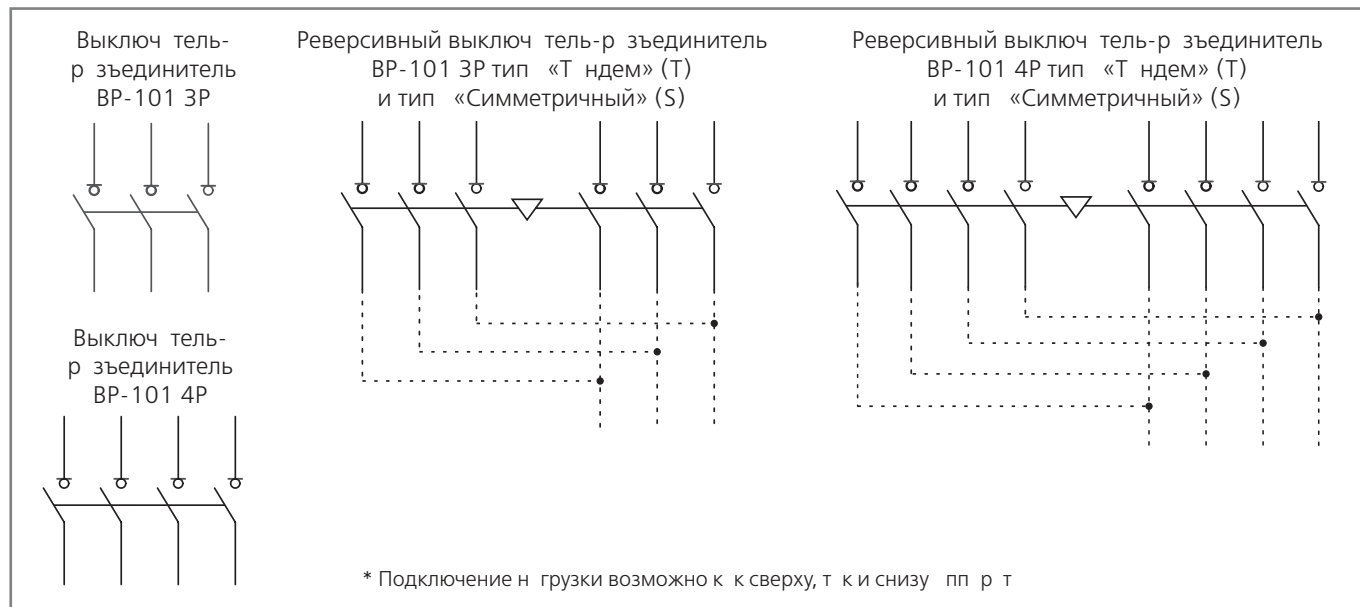 Выключ тель-
р зъединитель
ВР-101 3Р
Реверсивный выключ тель-р зъединитель
ВР-101 3Р тип «Т ндем» (Т)
и тип «Симметричный» (S)
Реверсивный выключ тель-р зъединитель
ВР-101 4Р тип «Т ндем» (Т)
и тип «Симметричный» (S)
Выключ тель-
р зъединитель
ВР-101 4Р
* Подключение н грузки возможно к к сверху, т к и снизу пп р т